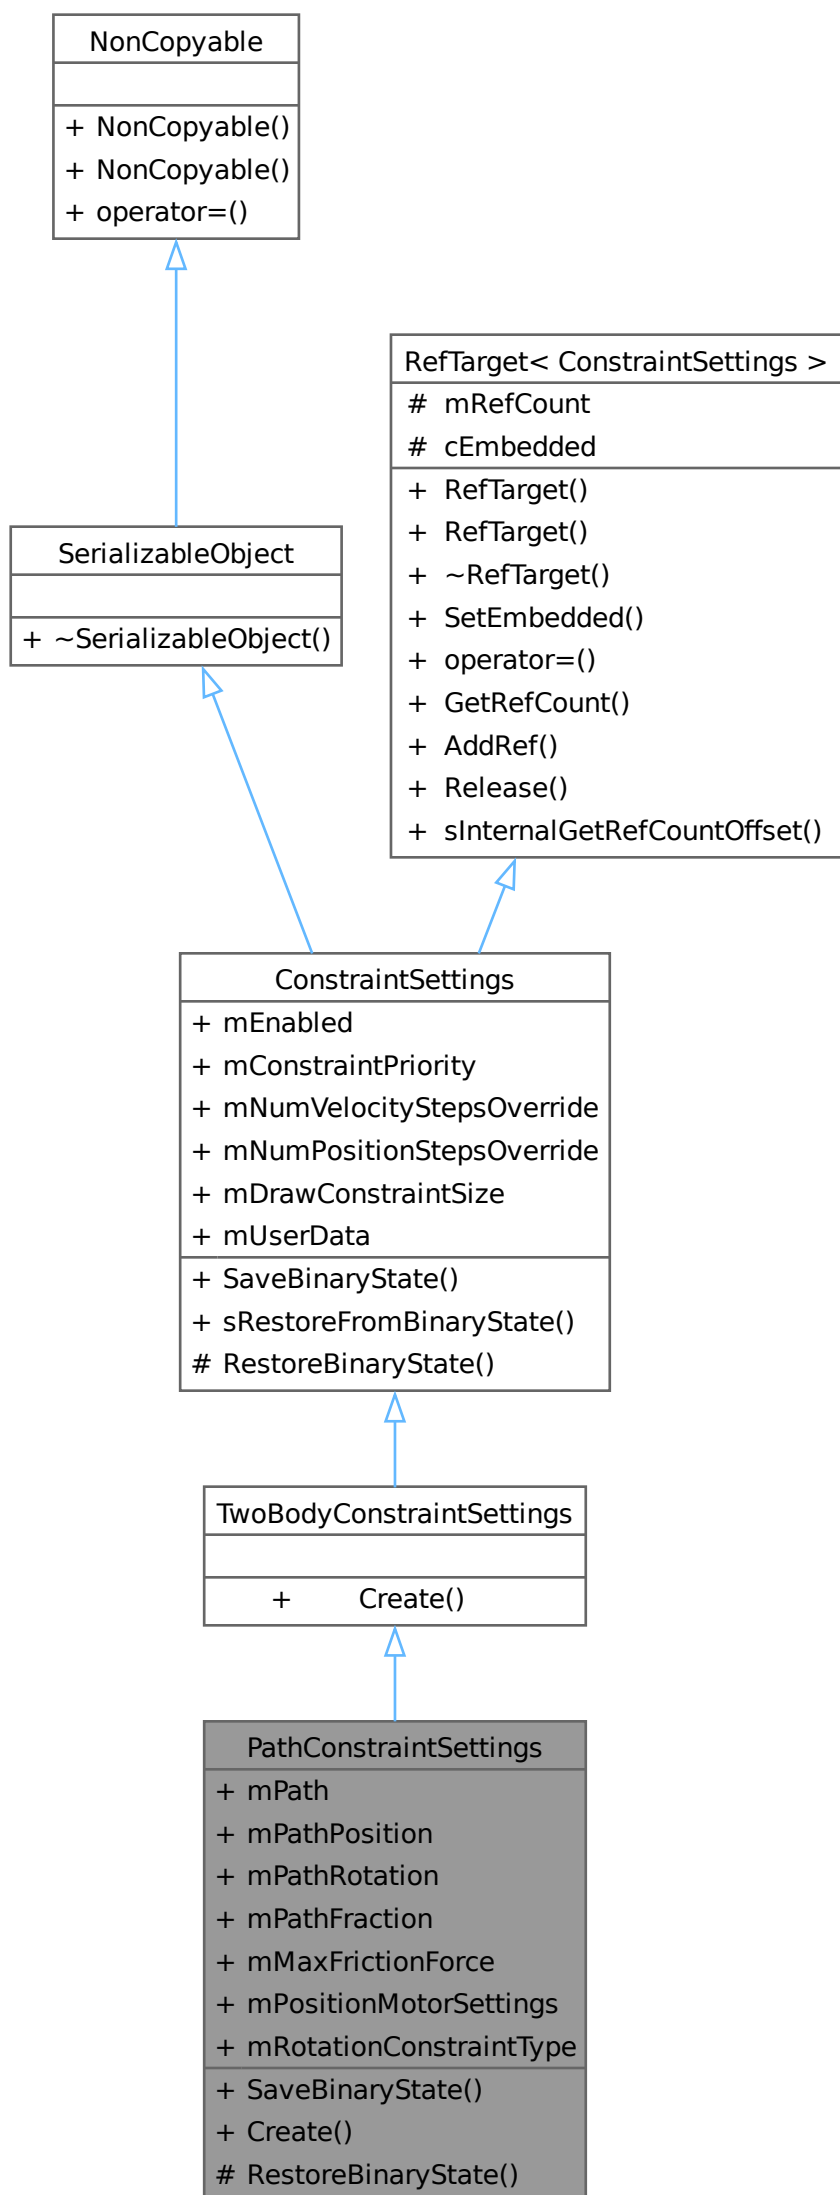 NonCopyable
+ NonCopyable()
+ NonCopyable()
+ operator=()
RefTarget< ConstraintSettings >
# mRefCount
# cEmbedded
+ RefTarget()
+ RefTarget()
+ ~RefTarget()
+ SetEmbedded()
+ operator=()
+ GetRefCount()
+ AddRef()
+ Release()
+ sInternalGetRefCountOffset()
SerializableObject
+ ~SerializableObject()
ConstraintSettings
+ mEnabled
+ mConstraintPriority
+ mNumVelocityStepsOverride
+ mNumPositionStepsOverride
+ mDrawConstraintSize
+ mUserData
+ SaveBinaryState()
+ sRestoreFromBinaryState()
# RestoreBinaryState()
TwoBodyConstraintSettings
+ Create()
PathConstraintSettings
+ mPath
+ mPathPosition
+ mPathRotation
+ mPathFraction
+ mMaxFrictionForce
+ mPositionMotorSettings
+ mRotationConstraintType
+ SaveBinaryState()
+ Create()
# RestoreBinaryState()